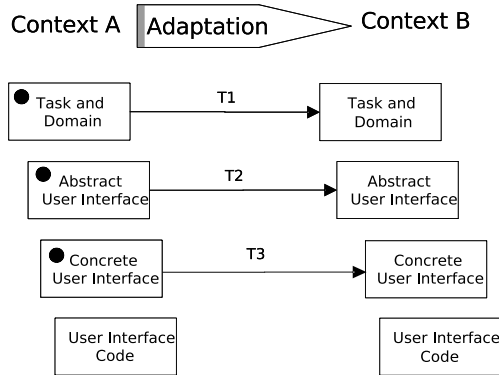 Context A Adaptation Context B
Task and
Domain
T1
Task and
Domain
Abstract
User Interface
T2
Abstract
User Interface
Concrete
User Interface
T3
Concrete
User Interface
User Interface
Code
User Interface
Code